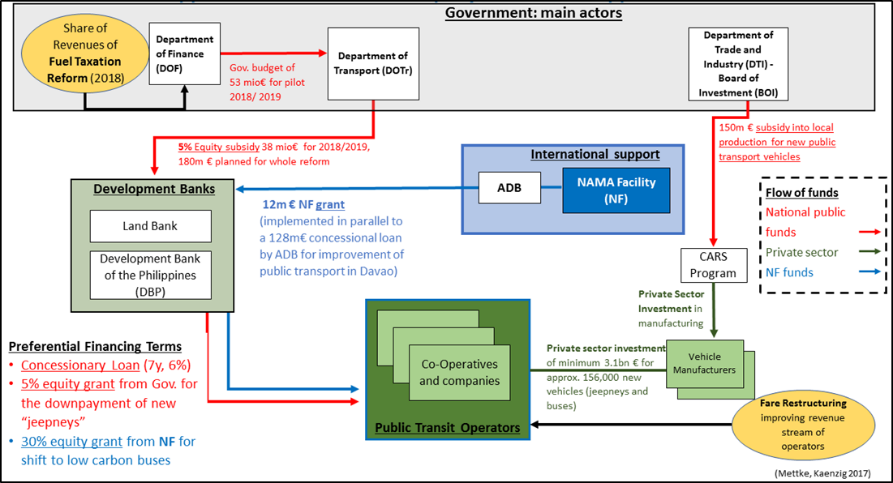 Government: main actors
Share of
Revenues of
Fuel Taxation
Reform (2018)
Department
of Finance
(DOF)
Gov. budget of
53 mio€ for pilot
2018/ 2019
Department of
Transport (DOTr)
Department of
Trade and
Industry (DTI) -
Board of
Investment (BOI)
5% Equity subsidy 38 mio€ for 2018/2019,
180m € planned for whole reform
150m € subsidy into local
production for new public
transport vehicles
International support
ADB
NAMA Facility
(NF)
Development Banks
Land Bank
Development Bank
of the Philippines
(DBP)
12m € NF grant
(implemented in parallel to
a 128m€ concessional loan
by ADB for improvement of
public transport in Davao)
Flow of funds
National public
funds
Private sector
NF funds
CARS
Program
Private Sector
Investment in
manufacturing
Preferential Financing Terms
• Concessionary Loan (7y, 6%)
• 5% equity grant from Gov. for
the downpayment of new
“jeepneys”
• 30% equity grant from NF for
shift to low carbon buses
Co-Operatives
and companies
Public Transit Operators
Private sector investment
of minimum 3.1bn € for
approx. 156,000 new
vehicles (jeepneys and
buses)
Vehicle
Manufacturers
Fare Restructuring
improving revenue
stream of
operators
(Mettke, Kaenzig 2017)